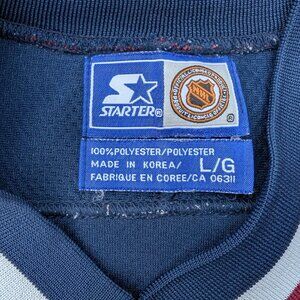 STARTER®
NHL
®
100% POLYESTER/POLYESTER
MADE IN KOREA/ L/G
FABRIQUE EN COREE/CA 06311